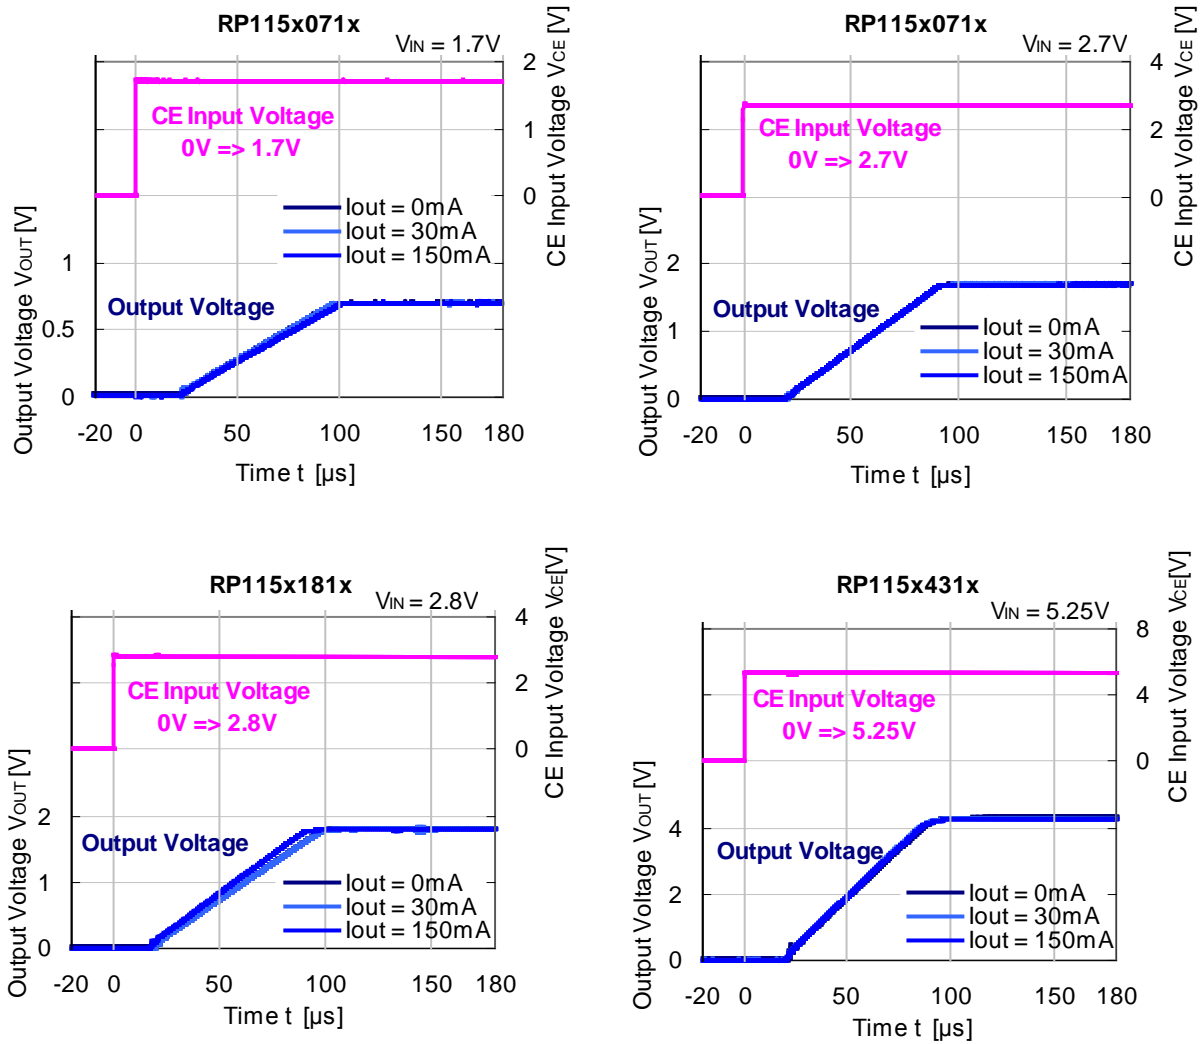 RP115x071x
VIN = 1.7V
2
1
0
CE Input Voltage VCE [V]
CE Input Voltage
0V => 1.7V
Iout = 0mA
Iout = 30mA
Iout = 150mA
Output Voltage
Output Voltage VOUT [V]
1
0.5
0
-20 0 50 100 150 180
Time t [µs]
RP115x071x
VIN = 2.7V
4
2
0
CE Input Voltage VCE [V]
CE Input Voltage
0V => 2.7V
Output Voltage
Iout = 0mA
Iout = 30mA
Iout = 150mA
Output Voltage VOUT [V]
2
1
0
-20 0 50 100 150 180
Time t [µs]
RP115x181x
VIN = 2.8V
4
2
0
CE Input Voltage VCE[V]
CE Input Voltage
0V => 2.8V
Output Voltage
Iout = 0mA
Iout = 30mA
Iout = 150mA
Output Voltage VOUT [V]
2
1
0
-20 0 50 100 150 180
Time t [µs]
RP115x431x
VIN = 5.25V
8
6
4
2
0
CE Input Voltage VCE[V]
CE Input Voltage
0V => 5.25V
Output Voltage
Iout = 0mA
Iout = 30mA
Iout = 150mA
Output Voltage VOUT [V]
4
2
0
-20 0 50 100 150 180
Time t [µs]